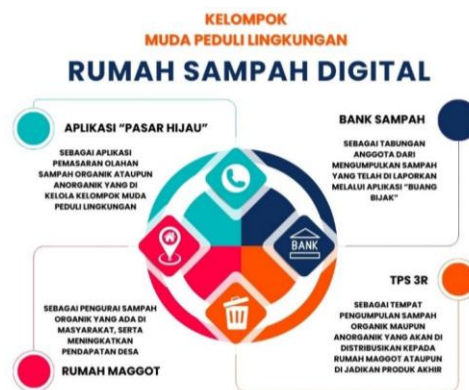 KELOMPOK
MUDA PEDULI LINGKUNGAN
RUMAH SAMPAH DIGITAL
APLIKASI "PASAR HIJAU"
SEBAGAI APLIKASI
PEMASARAN OLAHAN
SAMPAH ORGANIK ATAUPUN
ANORGANIK YANG DI
KELOLA KELOMPOK MUDA
PEDULI LINGKUNGAN
BANK SAMPAH
SEBAGAI TABUNGAN
ANGGOTA DARI
MENGUMPULKAN SAMPAH
YANG TELAH DI LAPORKAN
MELALUI APLIKASI "BUANG
BIJAK"
BANK
SEBAGAI PENGURAI SAMPAH
ORGANIK YANG ADA DI
MASYARAKAT, SERTA
MENINGKATKAN
PENDAPATAN DESA
RUMAH MAGGOT
TPS 3R
SEBAGAI TEMPAT
PENGUMPULAN SAMPAH
ORGANIK MAUPUN
ANORGANIK YANG AKAN DI
DISTRIBUSIKAN KEPADA
RUMAH MAGGOT ATAUPUN
DI JADIKAN PRODUK AKHIR